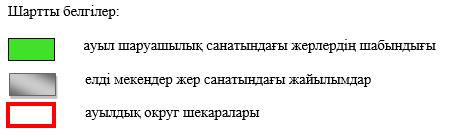 Шартты белгілер:
ауыл шаруашылық санатындағы жерлердің шабындығы
елді мекендер жер санатындағы жайылымдар
ауылдық округ шекаралары